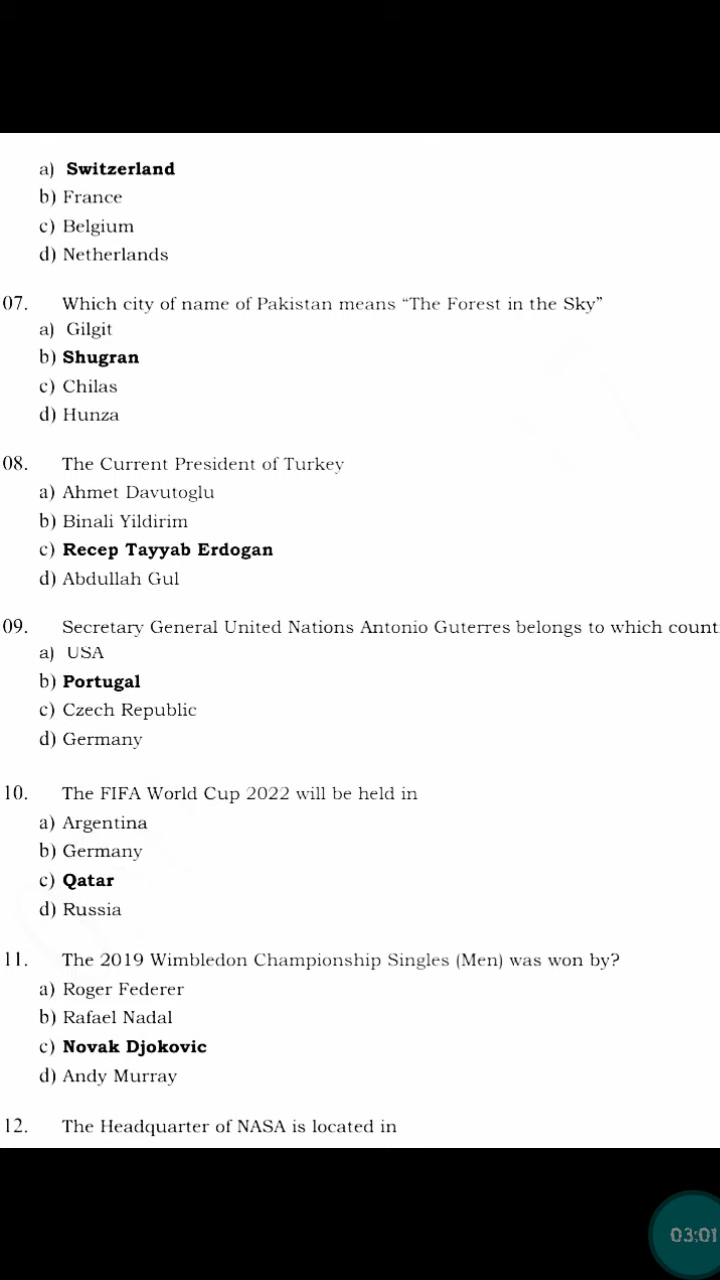 a) Switzerland
b) France
c) Belgium
d) Netherlands
07. Which city of name of Pakistan means “The Forest in the Sky”
a) Gilgit
b) Shugran
c) Chilas
d) Hunza
08. The Current President of Turkey
a) Ahmet Davutoglu
b) Binali Yildirim
c) Recep Tayyab Erdogan
d) Abdullah Gul
09. Secretary General United Nations Antonio Guterres belongs to which count
a) USA
b) Portugal
c) Czech Republic
d) Germany
10. The FIFA World Cup 2022 will be held in
a) Argentina
b) Germany
c) Qatar
d) Russia
11. The 2019 Wimbledon Championship Singles (Men) was won by?
a) Roger Federer
b) Rafael Nadal
c) Novak Djokovic
d) Andy Murray
12. The Headquarter of NASA is located in
03:01